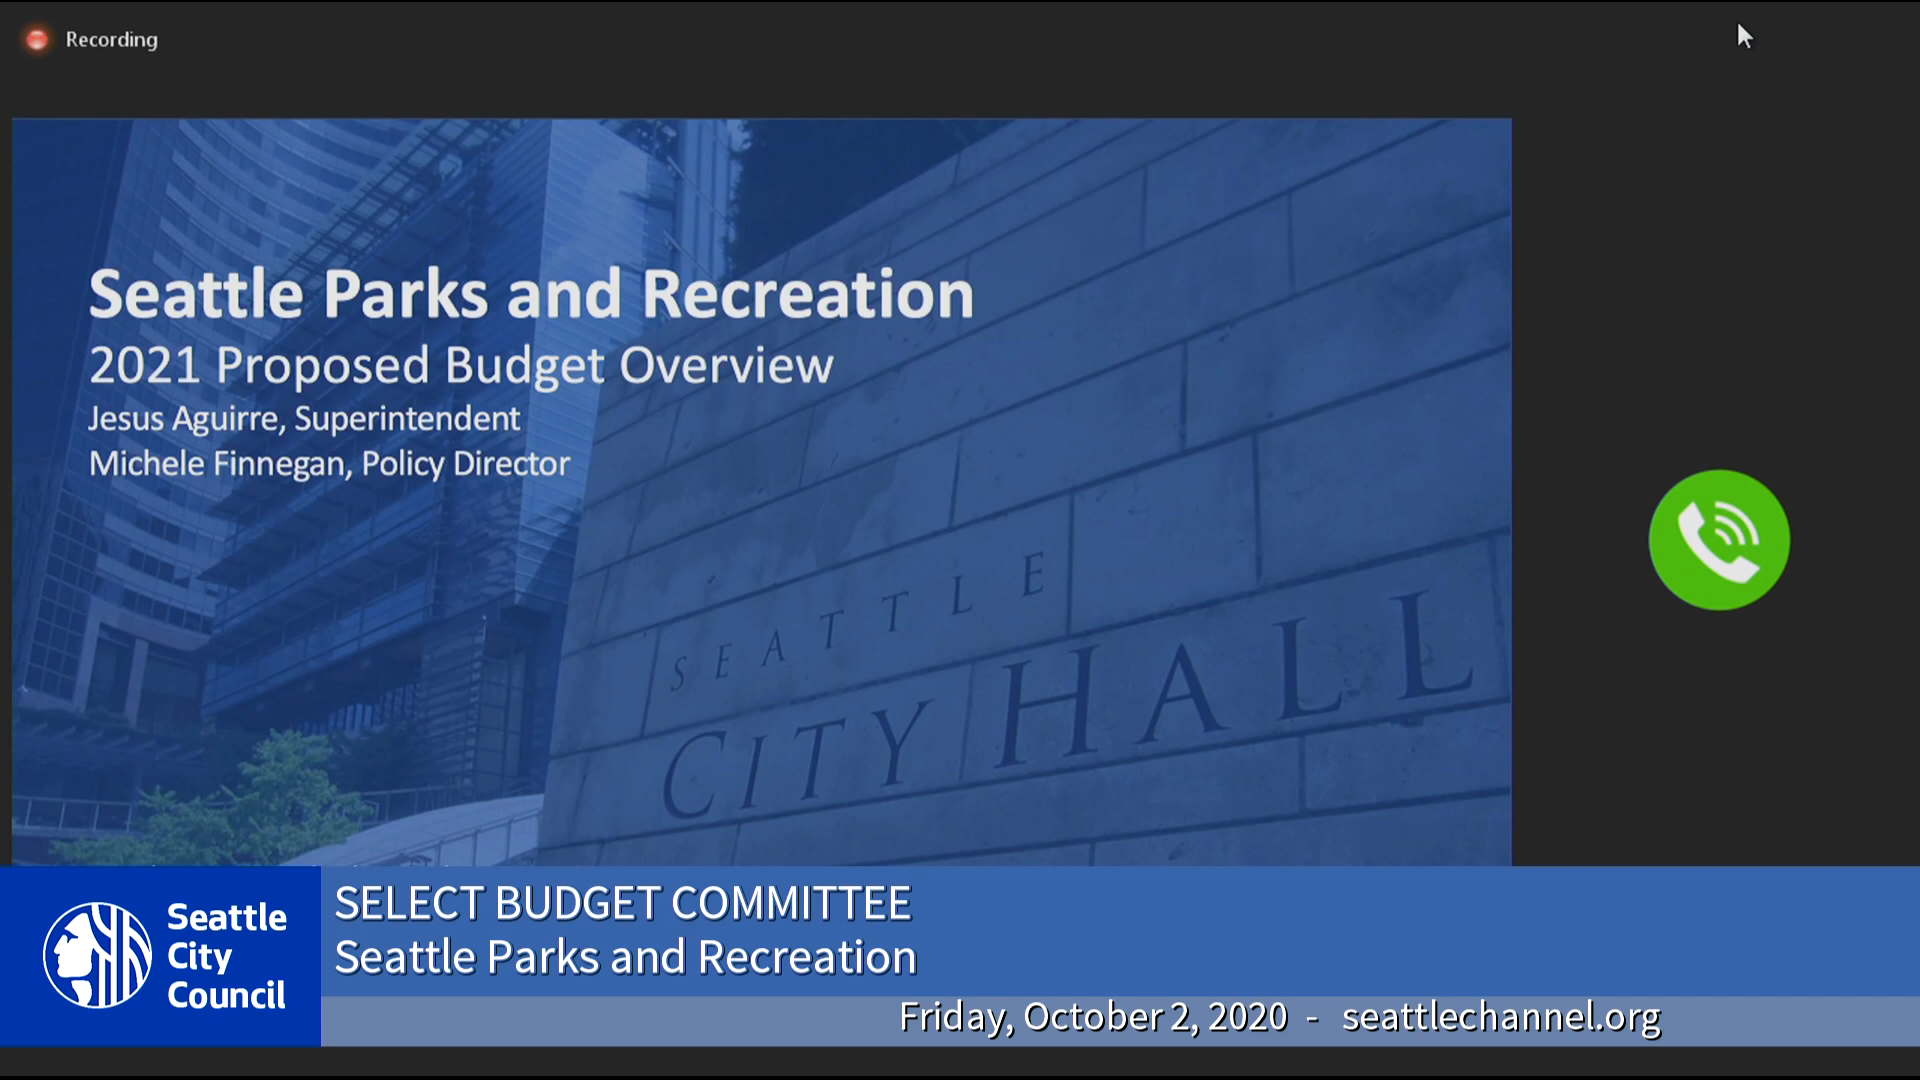 Recording
Seattle Parks and Recreation
2021 Proposed Budget Overview
Jesus Aguirre, Superintendent
Michele Finnegan, Policy Director
SEATTLE
CITY HALL
Seattle
City
Council
SELECT BUDGET COMMITTEE
Seattle Parks and Recreation
Friday, October 2, 2020 - seattlechannel.org